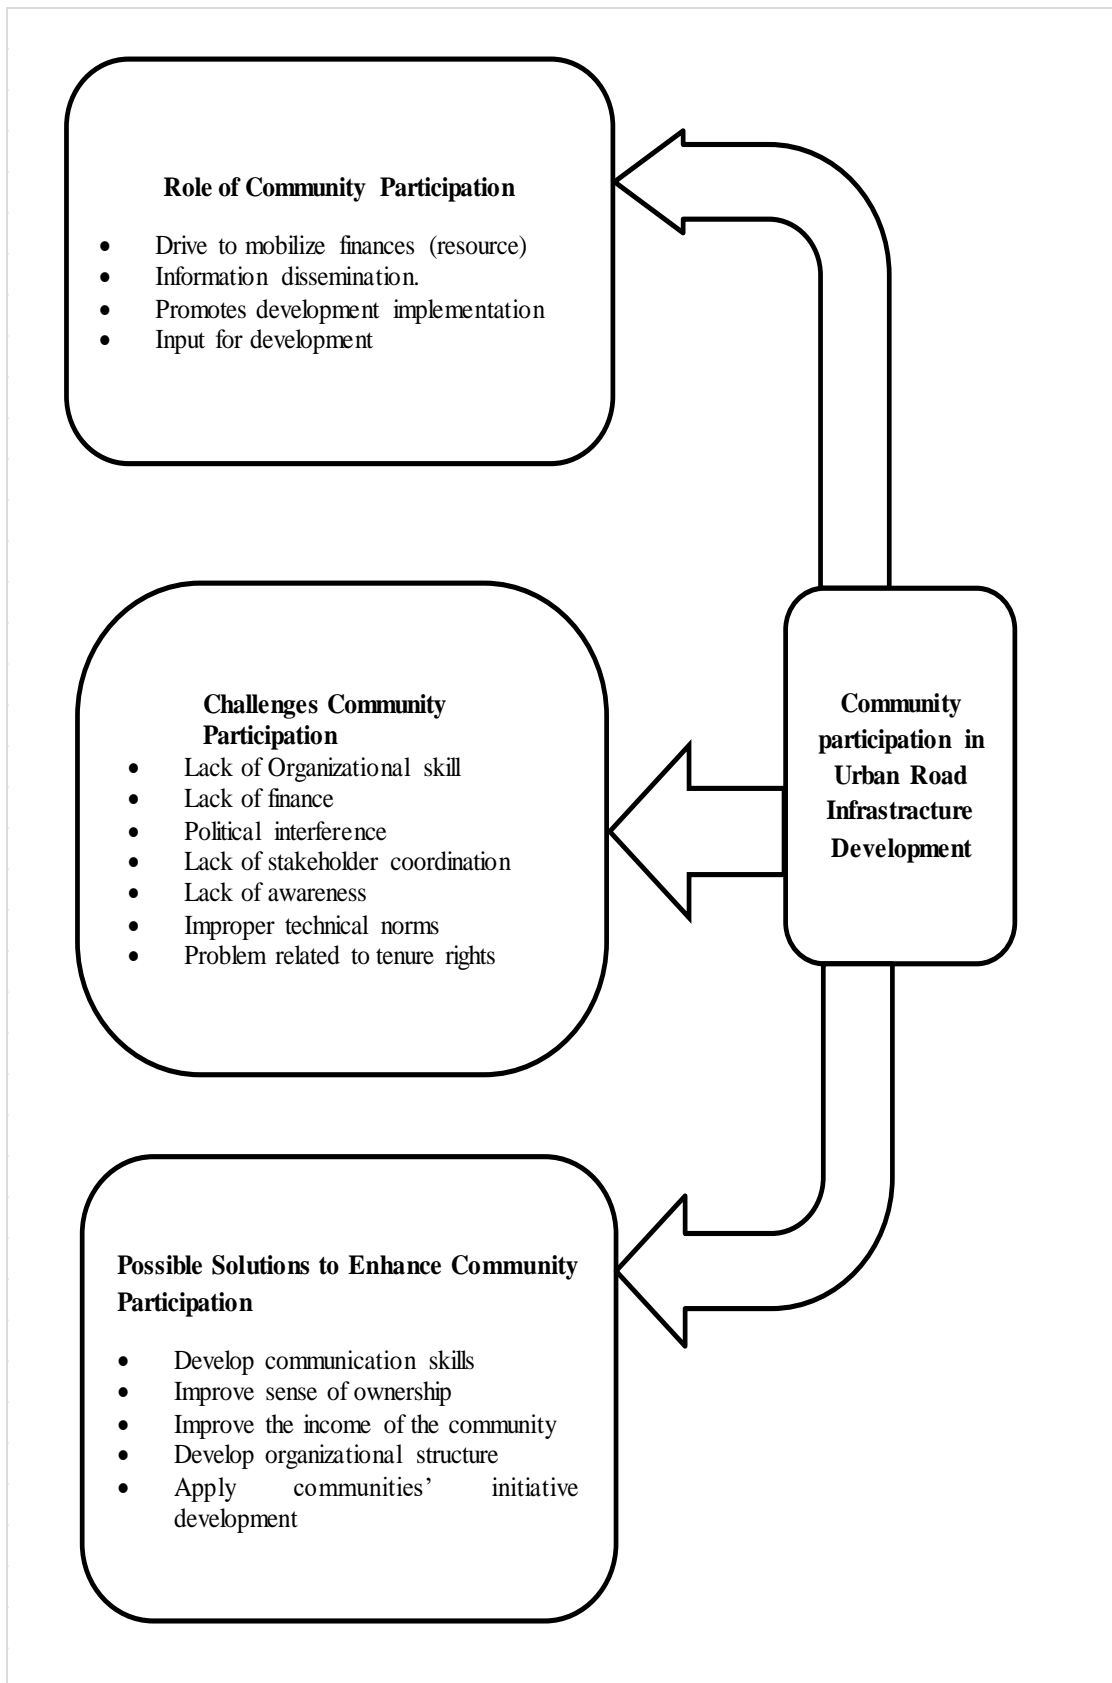 Role of Community Participation
• Drive to mobilize finances (resource)
• Information dissemination.
• Promotes development implementation
• Input for development
Challenges Community
Participation
• Lack of Organizational skill
• Lack of finance
• Political interference
• Lack of stakeholder coordination
• Lack of awareness
• Improper technical norms
• Problem related to tenure rights
Community
participation in
Urban Road
Infrastracture
Development
Possible Solutions to Enhance Community
Participation
• Develop communication skills
• Improve sense of ownership
• Improve the income of the community
• Develop organizational structure
• Apply communities’ initiative
development